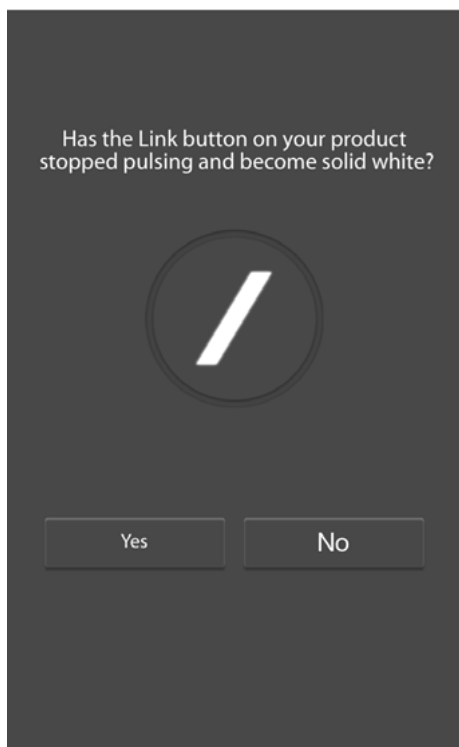 Has the Link button on your product
stopped pulsing and become solid white?
Yes
No